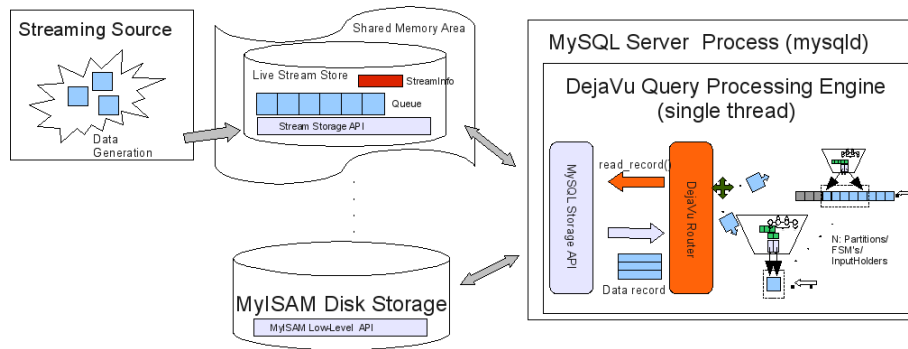 Streaming Source
Data
Generation
Shared Memory Area
Live Stream Store
StreamInfo
Queue
Stream Storage API
MyISAM Disk Storage
MyISAM Low-Level API
MySQL Server Process (mysqld)
DejaVu Query Processing Engine
(single thread)
MySQL Storage API
read_record()
DejaVu Router
Data record
N: Partitions/
FSM's/
InputHolders